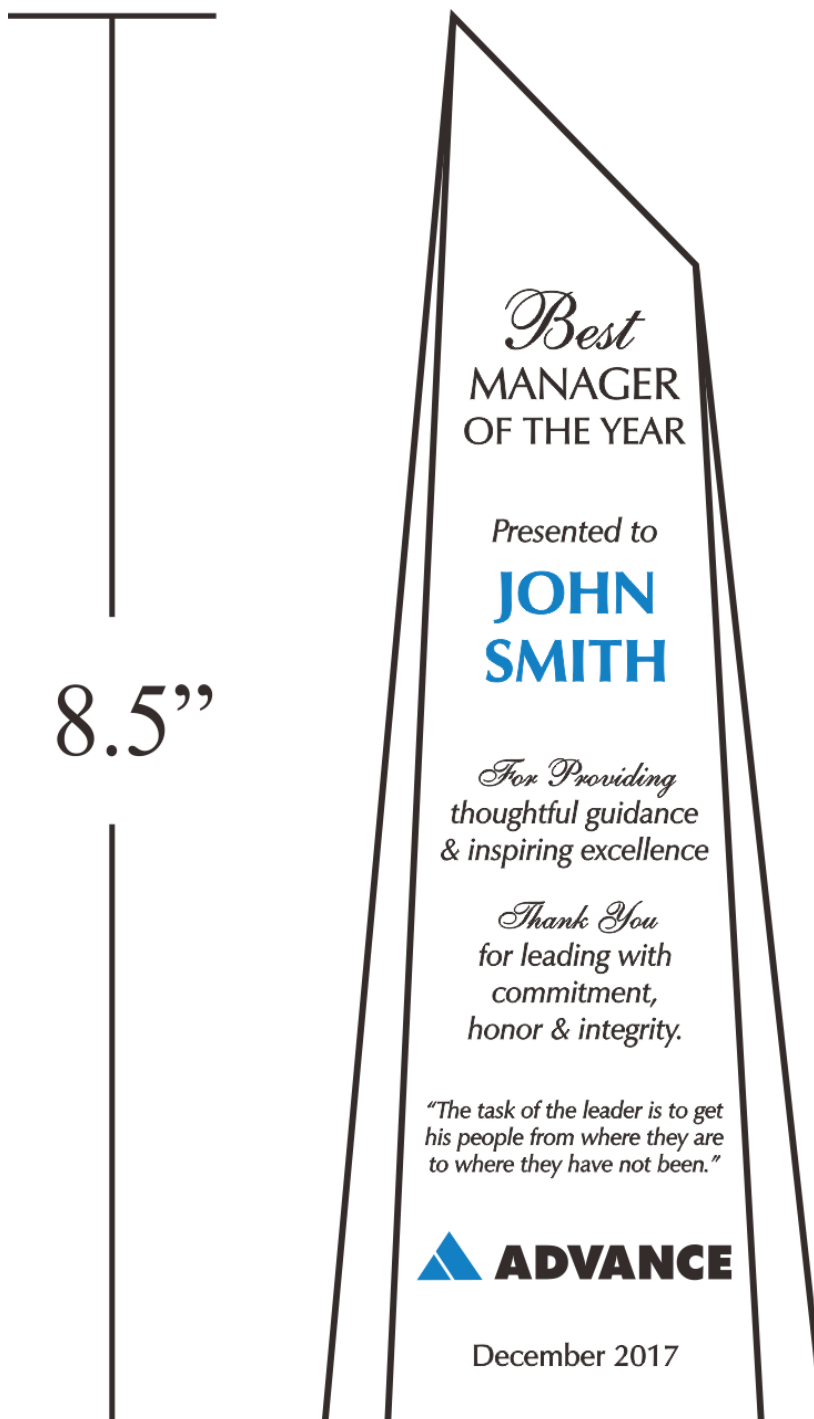 Best
MANAGER
OF THE YEAR
Presented to
JOHN
SMITH
8.5”
For Providing
thoughtful guidance
& inspiring excellence
Thank You
for leading with
commitment,
honor & integrity.
“The task of the leader is to get
his people from where they are
to where they have not been.”
ADVANCE
December 2017